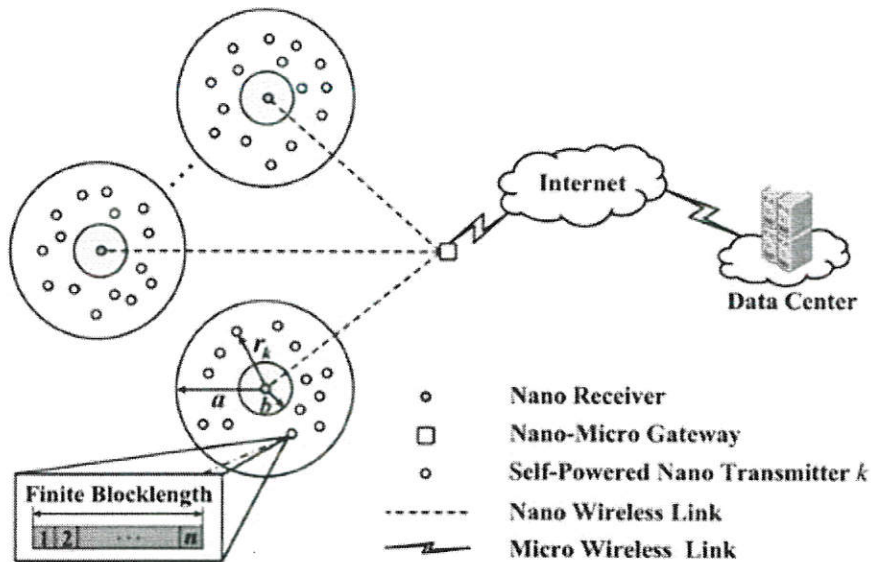 Internet
Data Center
r_k
a
b
Finite Blocklength
1 2 ... n
Nano Receiver
Nano-Micro Gateway
Self-Powered Nano Transmitter k
Nano Wireless Link
Micro Wireless Link